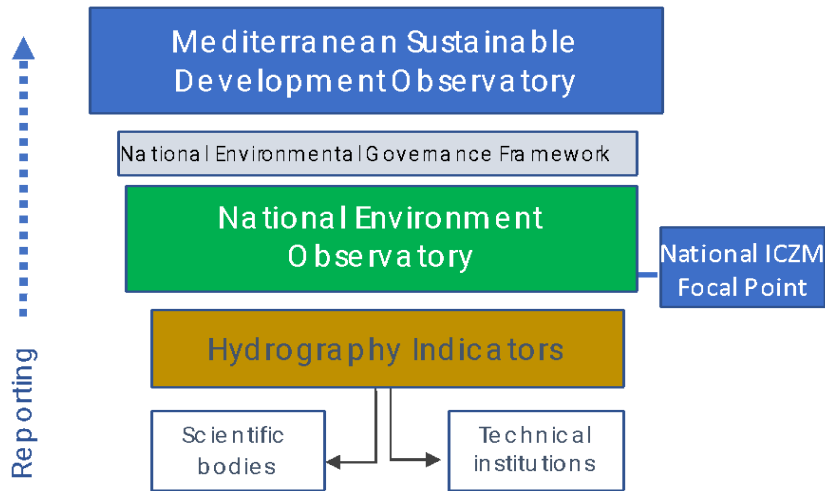 Mediterranean Sustainable
Development Observatory
National Environmental Governance Framework
National Environment
Observatory
National ICZM
Focal Point
Hydrography Indicators
Scientific
bodies
Technical
institutions
Reporting